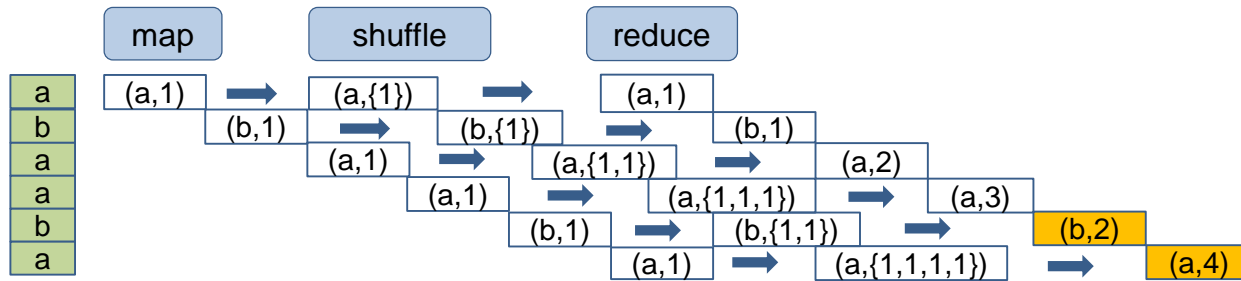 map shuffle reduce
a (a,1) (a,{1}) (a,1)
b (b,1) (b,{1}) (b,1)
a (a,1) (a,{1,1}) (a,2)
a (a,1) (a,{1,1,1}) (a,3)
b (b,1) (b,{1,1}) (b,2)
a (a,1) (a,{1,1,1,1}) (a,4)